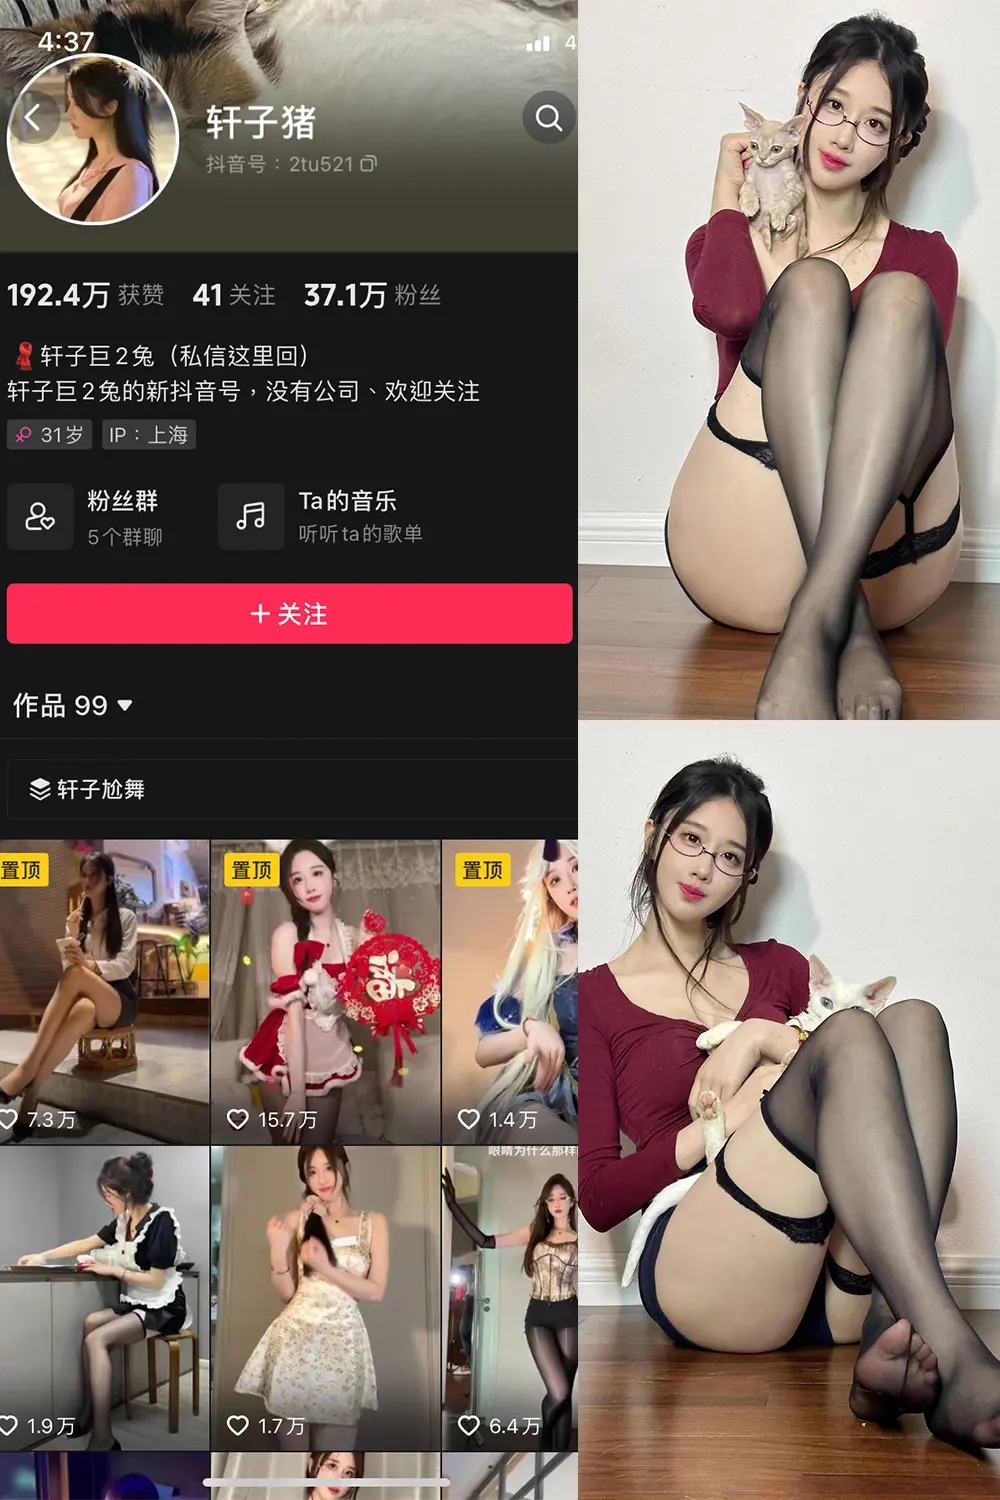 4:37
4
轩子猪
抖音号：2tu521
192.4万 获赞 41 关注 37.1万 粉丝
轩子巨2兔（私信这里回）
轩子巨2兔的新抖音号，没有公司、欢迎关注
31岁 IP：上海
粉丝群
5个群聊
Ta的音乐
听听ta的歌单
+ 关注
作品 99
轩子尬舞
置顶
置顶
置顶
福
7.3万
15.7万
1.4万
眼睛为什么那样
1.9万
1.7万
6.4万